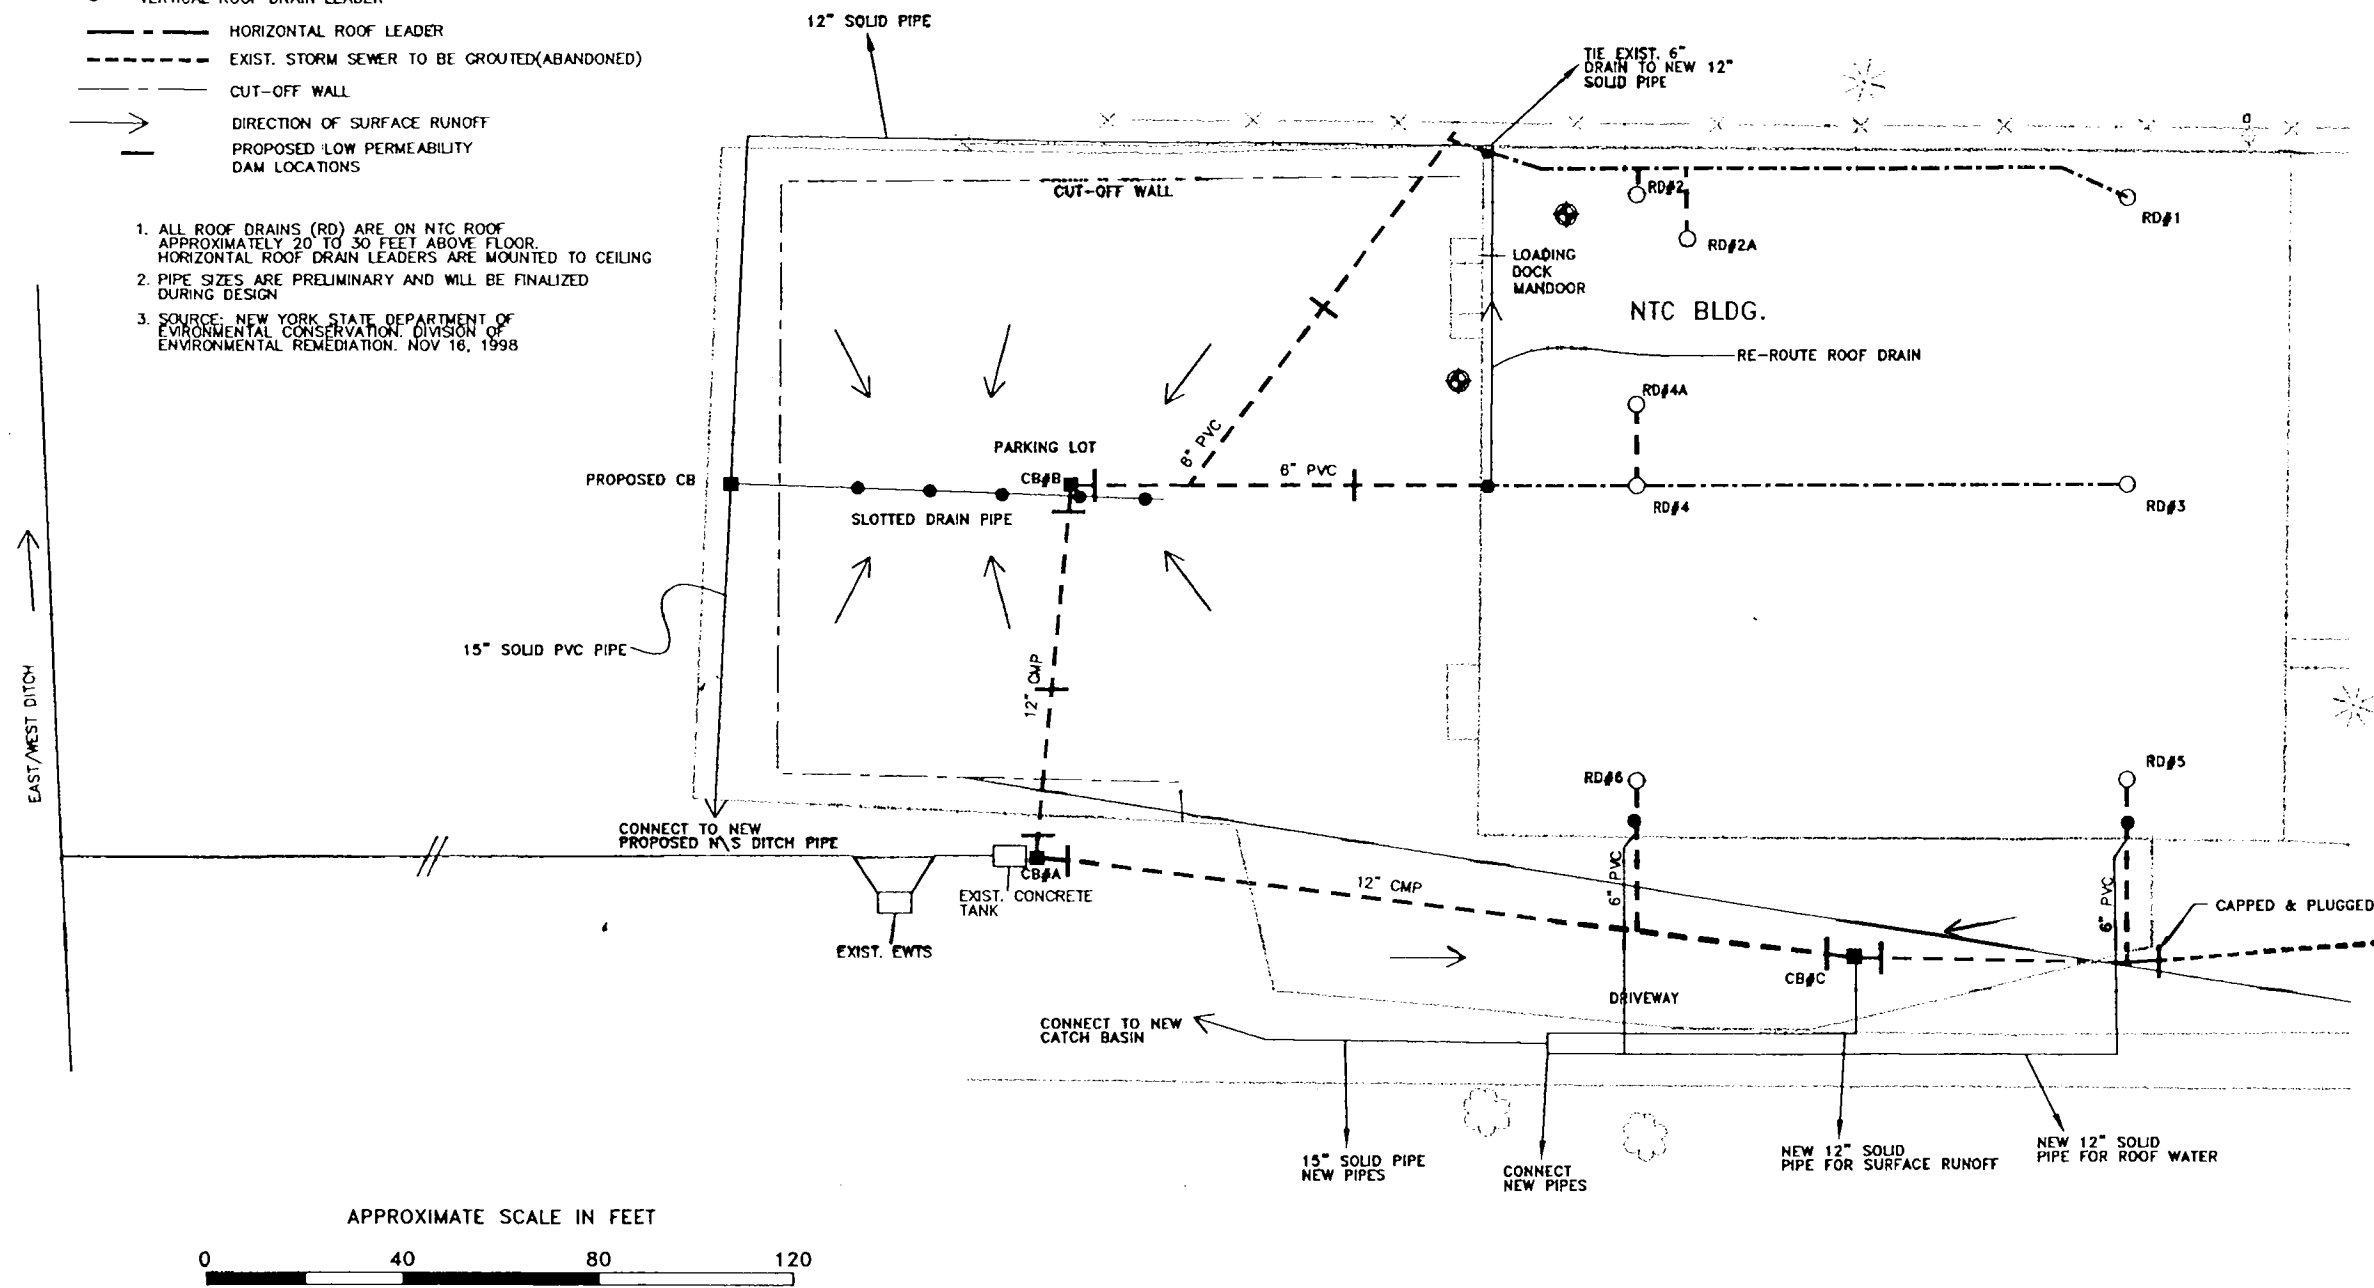 VERTICAL ROOF DRAIN LEADER
HORIZONTAL ROOF LEADER
EXIST. STORM SEWER TO BE GROUTED(ABANDONED)
CUT-OFF WALL
DIRECTION OF SURFACE RUNOFF
PROPOSED LOW PERMEABILITY
DAM LOCATIONS
1. ALL ROOF DRAINS (RD) ARE ON NTC ROOF
APPROXIMATELY 20 TO 30 FEET ABOVE FLOOR.
HORIZONTAL ROOF DRAIN LEADERS ARE MOUNTED TO CEILING
2. PIPE SIZES ARE PRELIMINARY AND WILL BE FINALIZED
DURING DESIGN
3. SOURCE: NEW YORK STATE DEPARTMENT OF
EVIRONMENTAL CONSERVATION. DIVISION OF
ENVIRONMENTAL REMEDIATION. NOV 16, 1998
12" SOLID PIPE
TIE EXIST. 6"
DRAIN TO NEW 12"
SOLID PIPE
CUT-OFF WALL
RD#2
RD#1
RD#2A
LOADING
DOCK
MANDOOR
NTC BLDG.
RE-ROUTE ROOF DRAIN
RD#4A
8" PVC
PARKING LOT
PROPOSED CB
CB#B
6" PVC
RD#4
RD#3
SLOTTED DRAIN PIPE
15" SOLID PVC PIPE
12" CMP
EAST/WEST DITCH
RD#6
RD#5
CONNECT TO NEW
PROPOSED N\S DITCH PIPE
CB#A
EXIST. CONCRETE
TANK
EXIST. EWTS
12" CMP
6" PVC
6" PVC
CAPPED & PLUGGED
CB#C
DRIVEWAY
CONNECT TO NEW
CATCH BASIN
15" SOLID PIPE
NEW PIPES
CONNECT
NEW PIPES
NEW 12" SOLID
PIPE FOR SURFACE RUNOFF
NEW 12" SOLID
PIPE FOR ROOF WATER
APPROXIMATE SCALE IN FEET
0 40 80 120